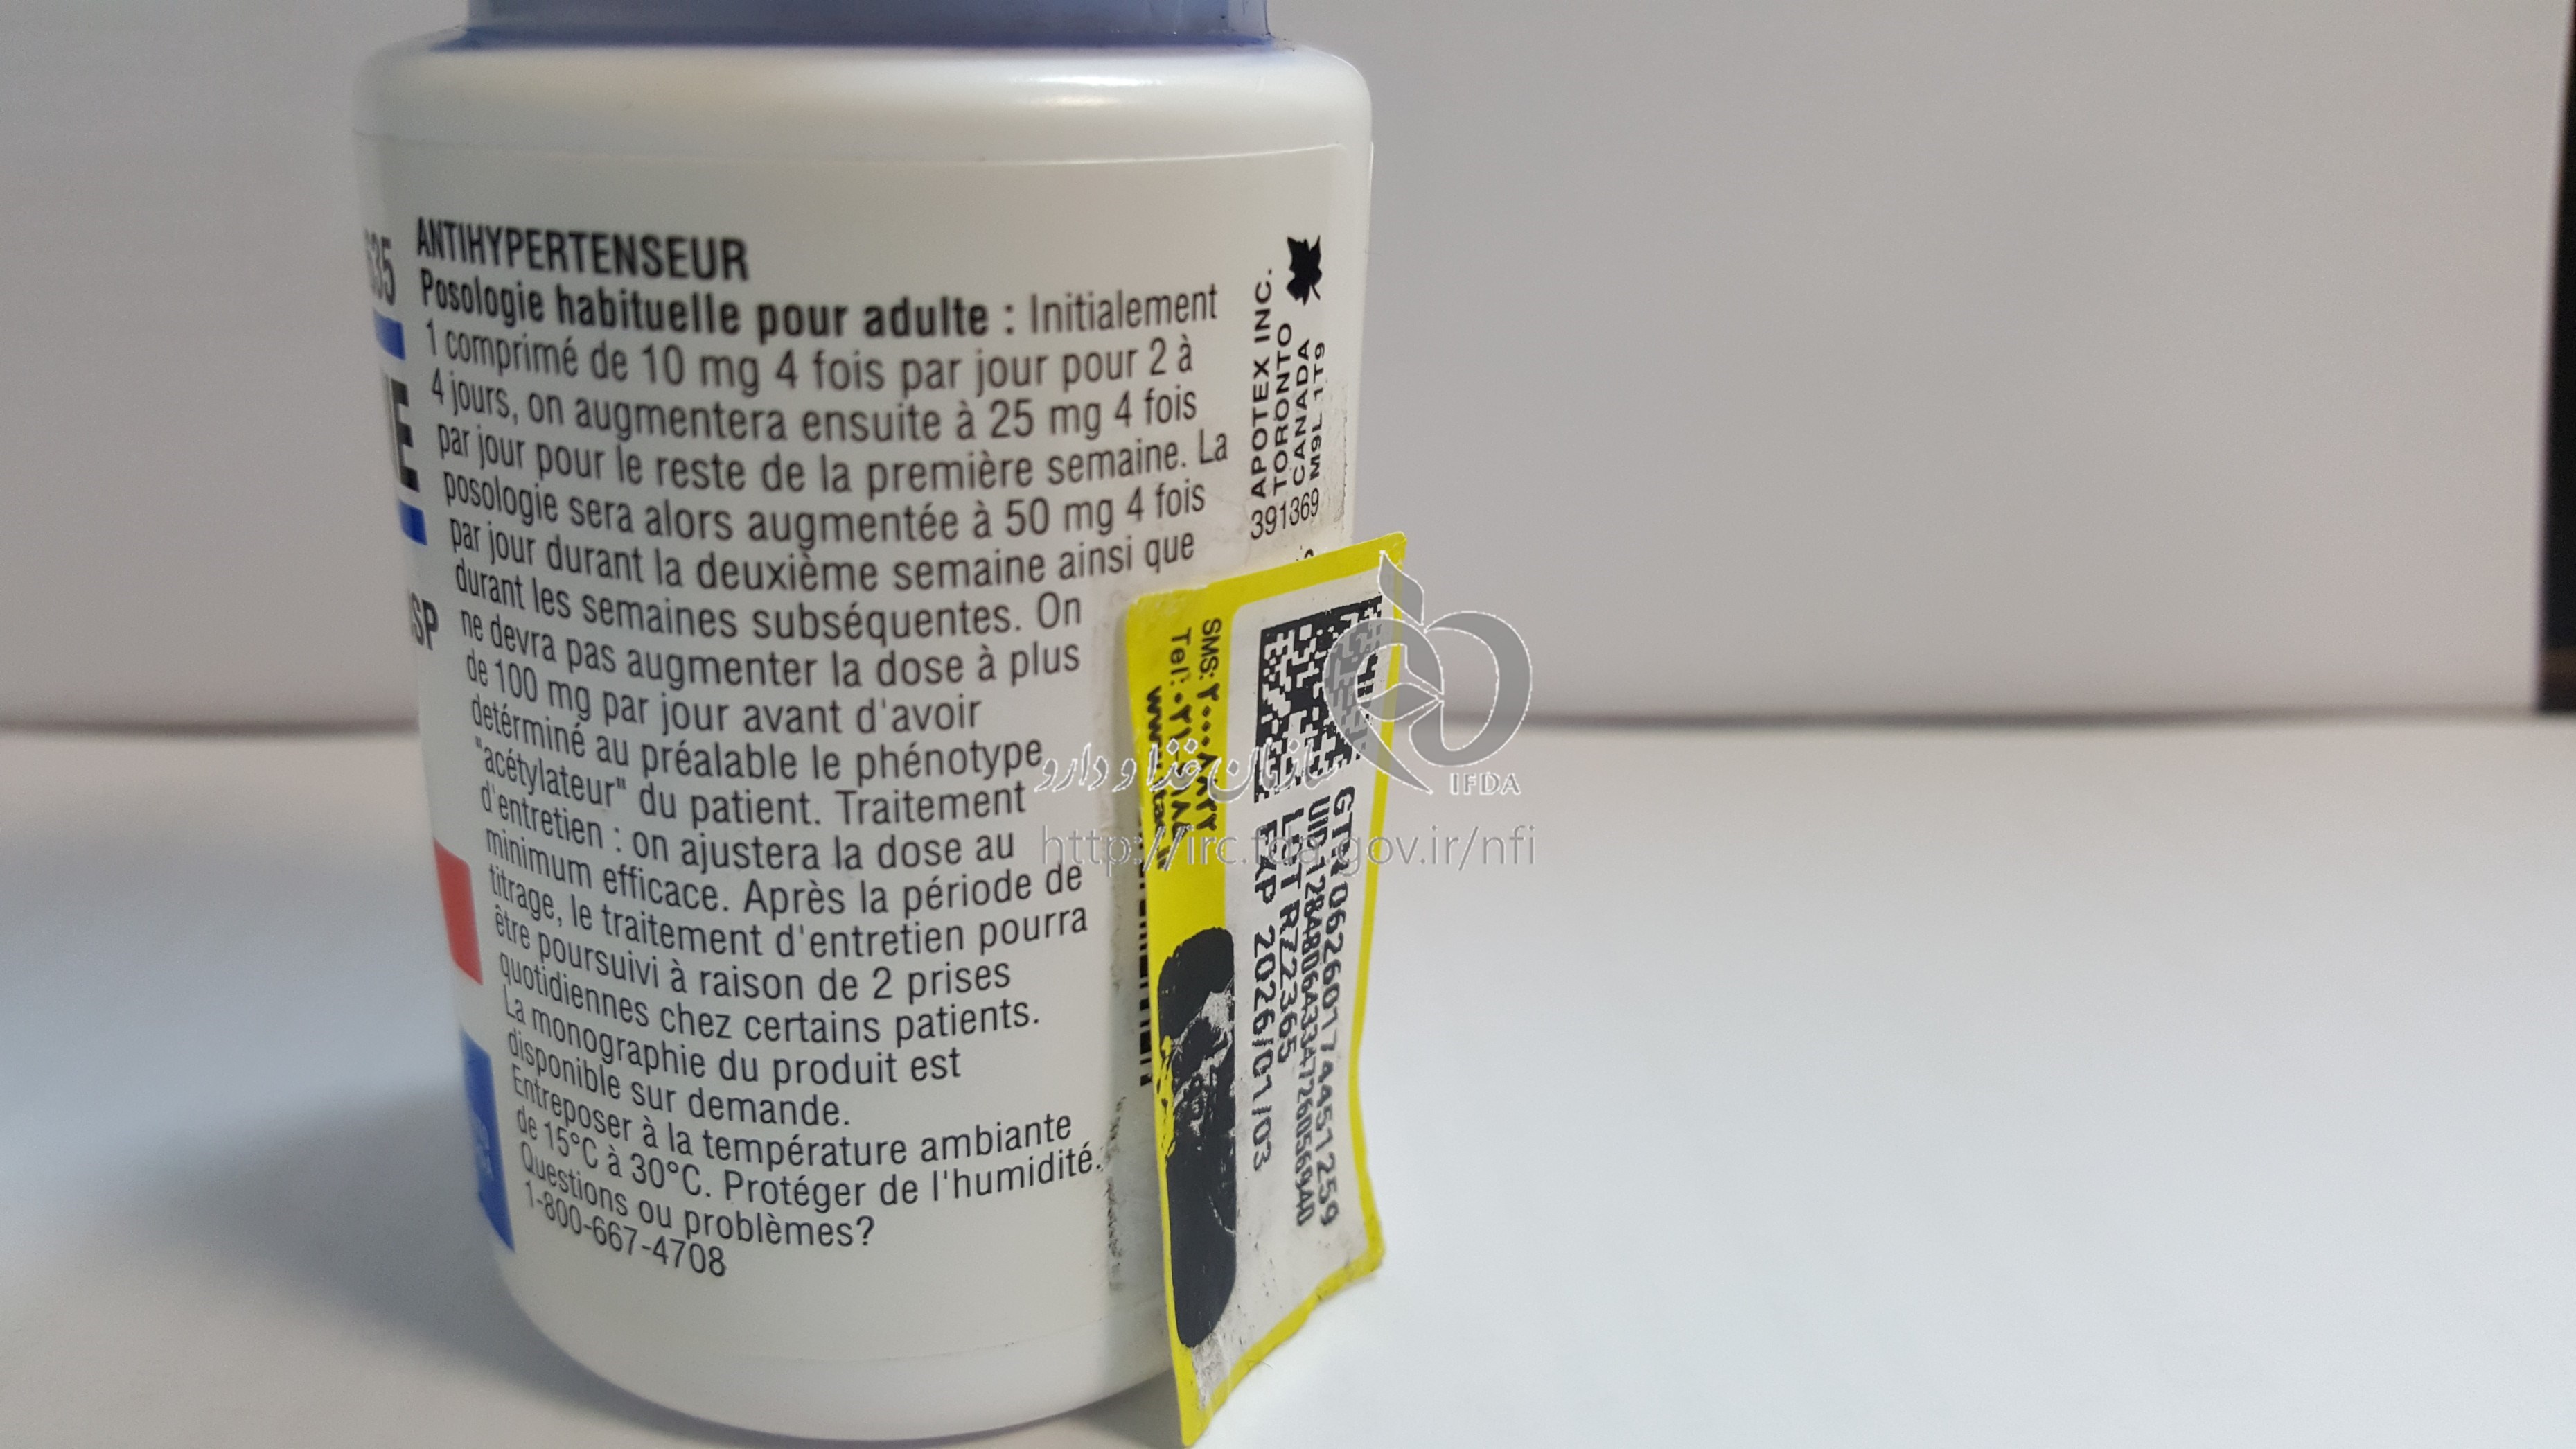 635
ANTIHYPERTENSEUR
Posologie habituelle pour adulte : Initialement
1 comprimé de 10 mg 4 fois par jour pour 2 à
4 jours, on augmentera ensuite à 25 mg 4 fois
par jour pour le reste de la première semaine. La
posologie sera alors augmentée à 50 mg 4 fois
par jour durant la deuxième semaine ainsi que
durant les semaines subséquentes. On
ne devra pas augmenter la dose à plus
de 100 mg par jour avant d'avoir
detérminé au préalable le phénotype
"acétylateur" du patient. Traitement
d'entretien : on ajustera la dose au
minimum efficace. Après la période de
titrage, le traitement d'entretien pourra
être poursuivi à raison de 2 prises
quotidiennes chez certains patients.
La monographie du produit est
disponible sur demande.
Entreposer à la température ambiante
de 15°C à 30°C. Protéger de l'humidité.
Questions ou problèmes?
1-800-667-4708
APOTEX INC.
TORONTO
CANADA
M9L 1T9
391369
SMS:
Tel:
LOT R72365
EXP 2026/01/03
سازمان غذا و دارو
IFDA
http://irc.fda.gov.ir/nfi